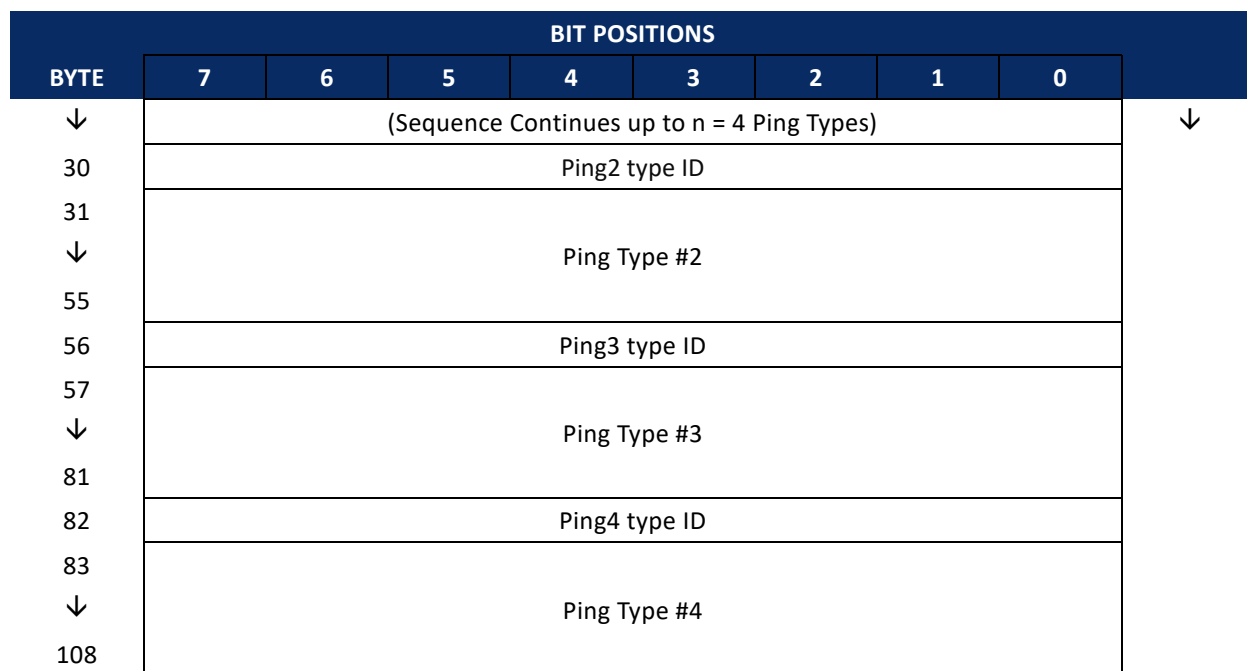 BIT POSITIONS
BYTE 7 6 5 4 3 2 1 0
↓ (Sequence Continues up to n = 4 Ping Types) ↓
30 Ping2 type ID
31
↓ Ping Type #2
55
56 Ping3 type ID
57
↓ Ping Type #3
81
82 Ping4 type ID
83
↓ Ping Type #4
108